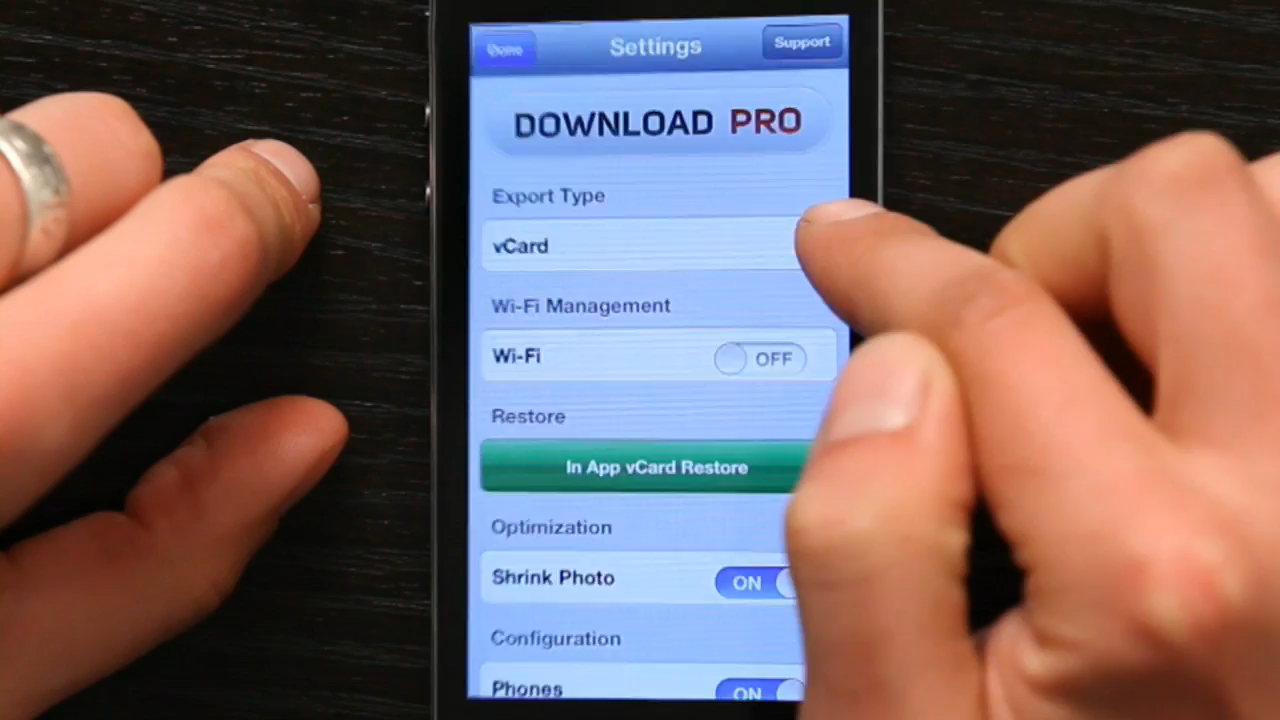 Done Settings Support
DOWNLOAD PRO
Export Type
vCard
Wi-Fi Management
Wi-Fi OFF
Restore
In App vCard Restore
Optimization
Shrink Photo ON
Configuration
Phones ON